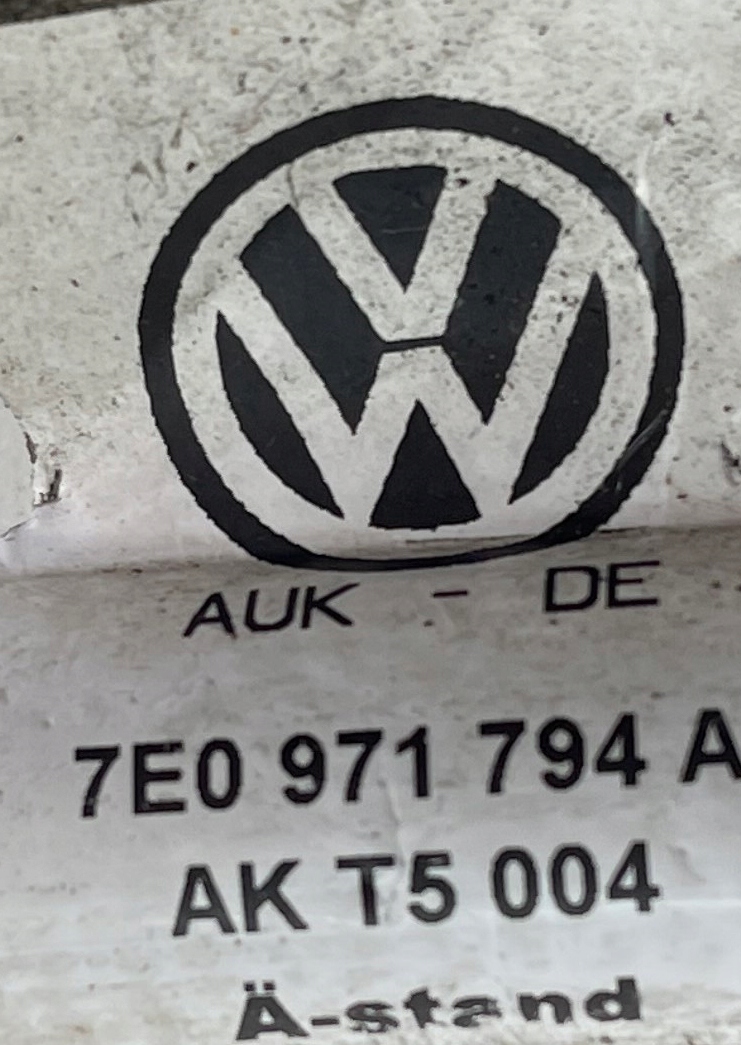 AUK - DE
7E0 971 794 A
AK T5 004
Ä-stand